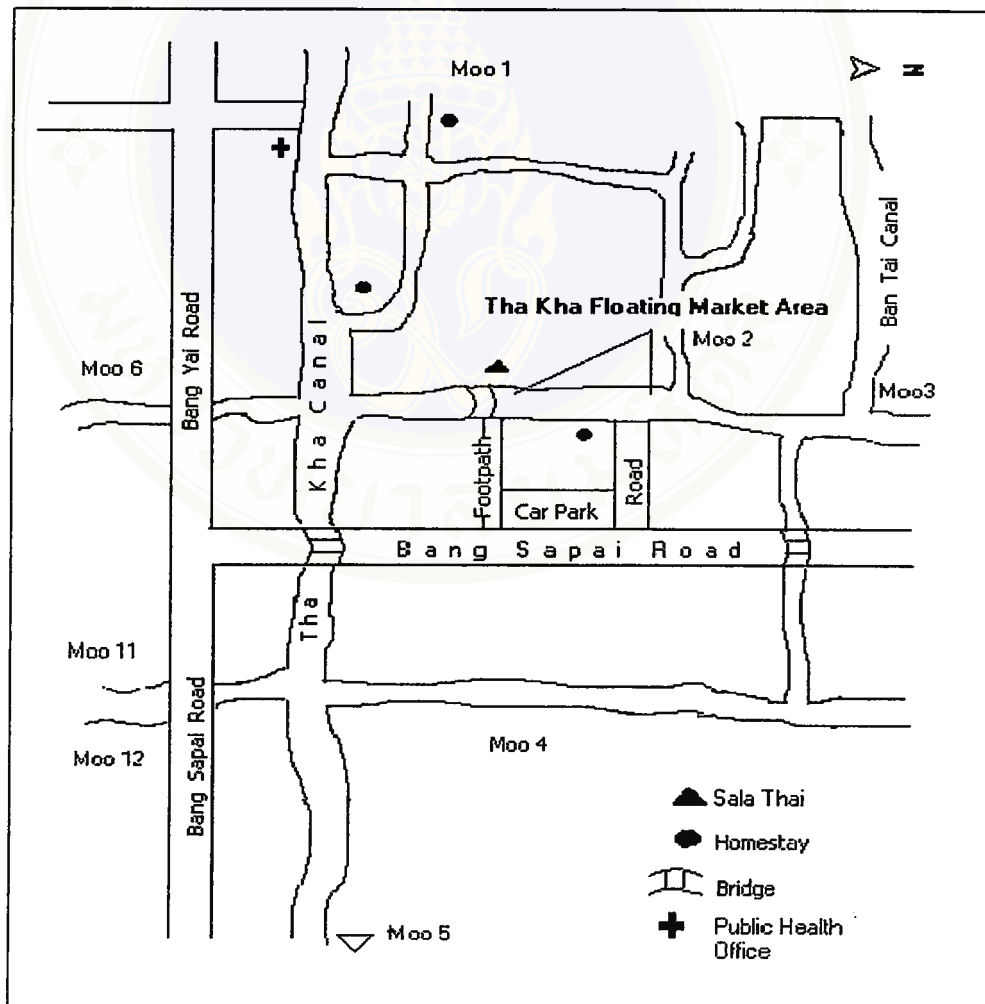 Moo 1
N
Bang Yai Road
Tha Kha Canal
Ban Tai Canal
Tha Kha Floating Market Area
Moo 2
Moo 6
Moo3
Footpath
Car Park
Road
Bang Sapai Road
Moo 11
Moo 12
Bang Sapai Road
Moo 4
Sala Thai
Homestay
Bridge
Public Health
Office
Moo 5